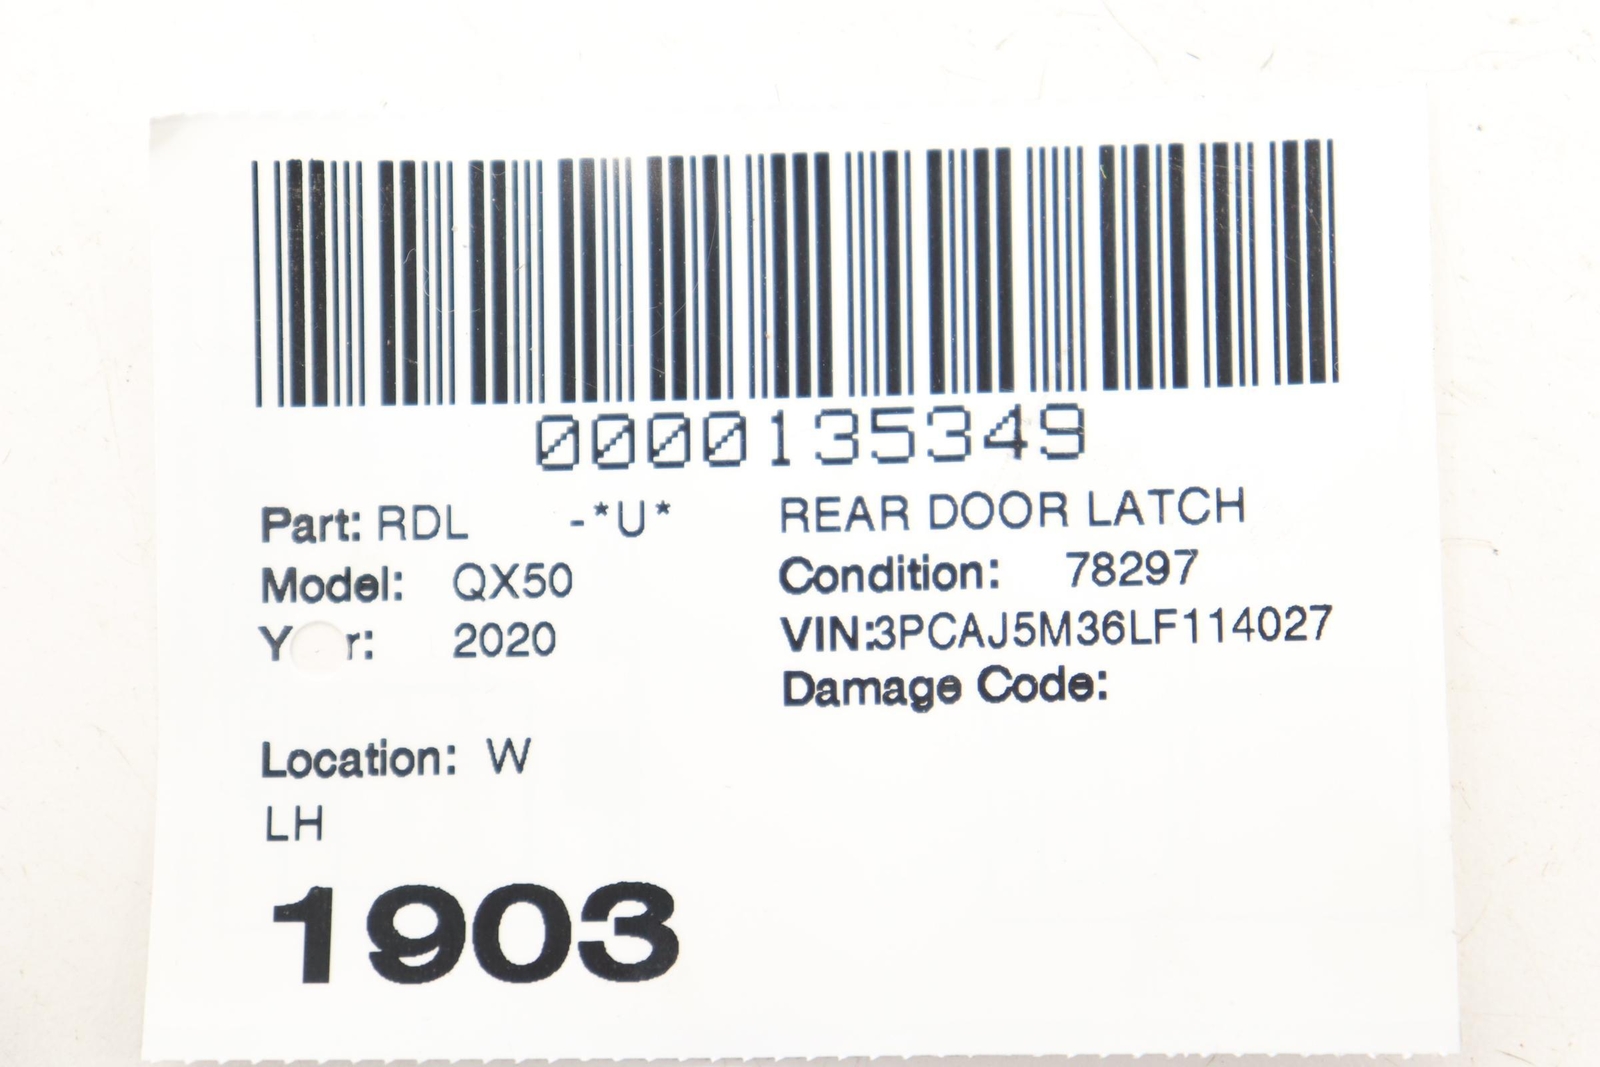 0000135349
Part: RDL -*U* REAR DOOR LATCH
Model: QX50 Condition: 78297
Y r: 2020 VIN:3PCAJ5M36LF114027
Damage Code:
Location: W
LH
1903